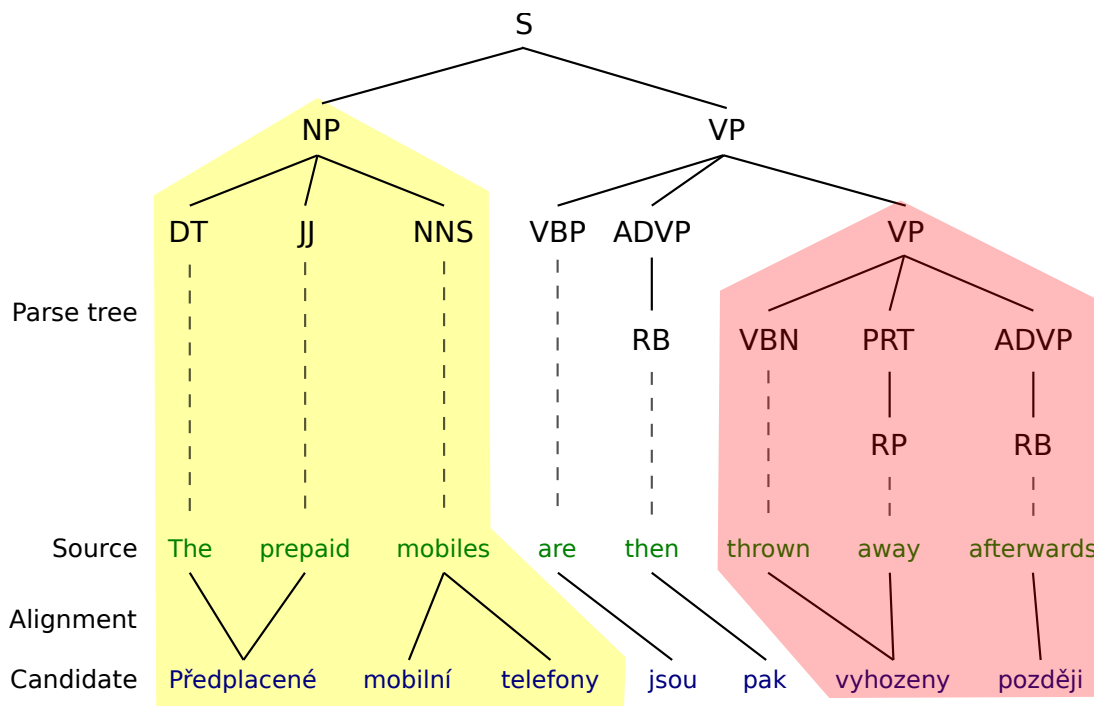 S
NP VP
DT JJ NNS VBP ADVP VP
Parse tree RB VBN PRT ADVP
RP RB
Source The prepaid mobiles are then thrown away afterwards
Alignment
Candidate Předplacené mobilní telefony jsou pak vyhozeny později